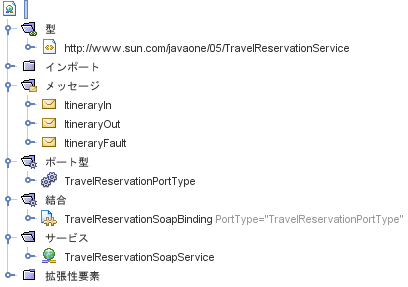 型
http://www.sun.com/javaone/05/TravelReservationService
インポート
メッセージ
ItineraryIn
ItineraryOut
ItineraryFault
ポート型
TravelReservationPortType
結合
TravelReservationSoapBinding PortType="TravelReservationPortType"
サービス
TravelReservationSoapService
拡張性要素